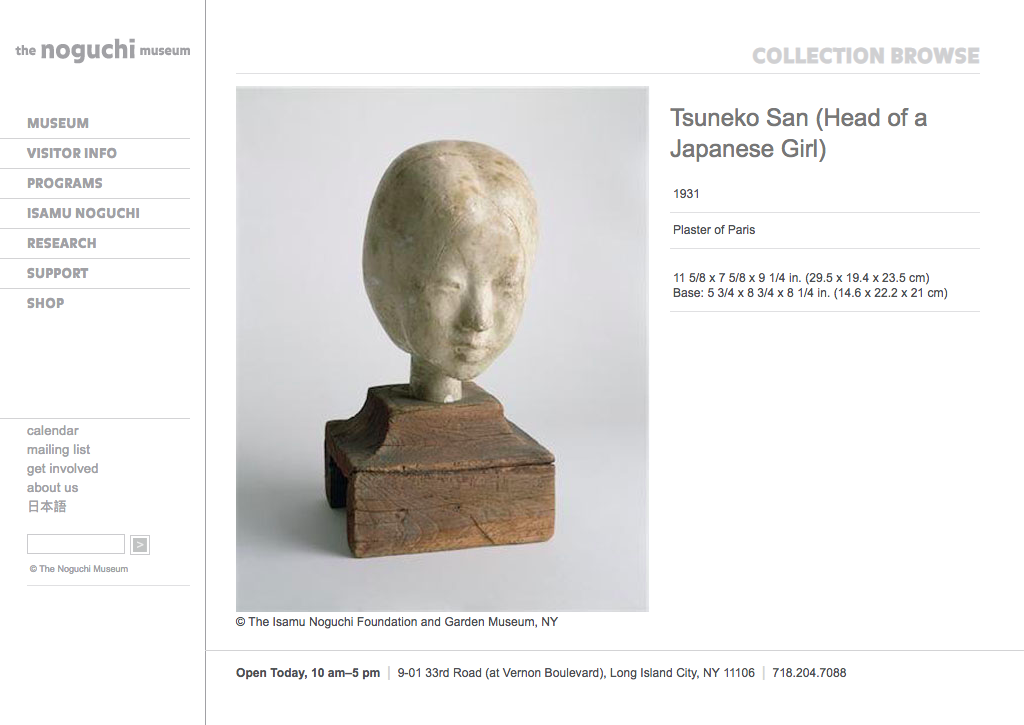 the noguchi museum
MUSEUM
VISITOR INFO
PROGRAMS
ISAMU NOGUCHI
RESEARCH
SUPPORT
SHOP
calendar
mailing list
get involved
about us
日本語
>
© The Noguchi Museum
COLLECTION BROWSE
Tsuneko San (Head of a
Japanese Girl)
1931
Plaster of Paris
11 5/8 x 7 5/8 x 9 1/4 in. (29.5 x 19.4 x 23.5 cm)
Base: 5 3/4 x 8 3/4 x 8 1/4 in. (14.6 x 22.2 x 21 cm)
© The Isamu Noguchi Foundation and Garden Museum, NY
Open Today, 10 am–5 pm | 9-01 33rd Road (at Vernon Boulevard), Long Island City, NY 11106 | 718.204.7088